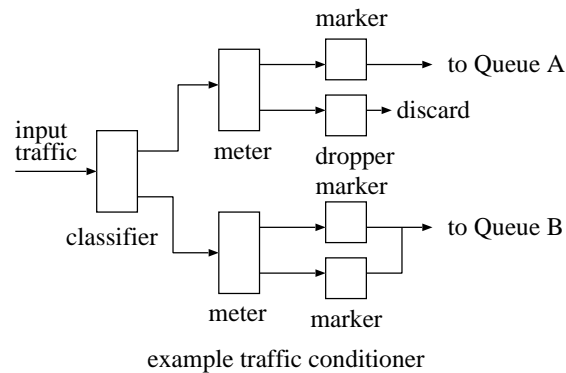 marker
to Queue A
discard
input
traffic
meter
dropper
marker
classifier
to Queue B
meter
marker
example traffic conditioner